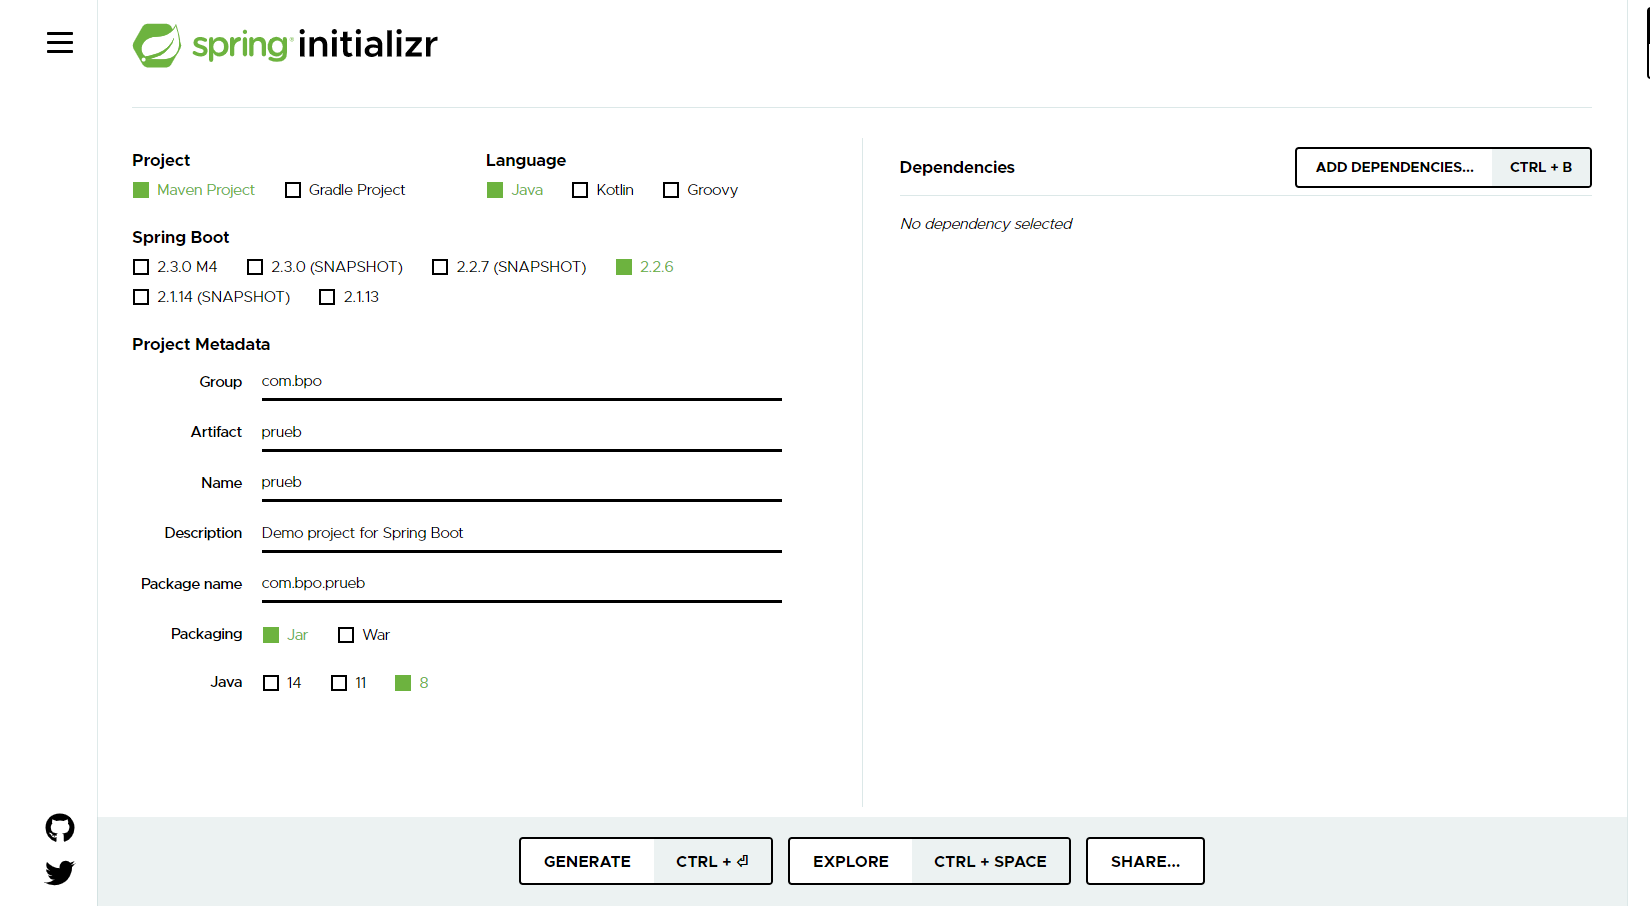 spring initializr
Project
Maven Project Gradle Project
Language
Java Kotlin Groovy
Spring Boot
2.3.0 M4 2.3.0 (SNAPSHOT) 2.2.7 (SNAPSHOT) 2.2.6
2.1.14 (SNAPSHOT) 2.1.13
Project Metadata
Group com.bpo
Artifact prueb
Name prueb
Description Demo project for Spring Boot
Package name com.bpo.prueb
Packaging Jar War
Java 14 11 8
Dependencies ADD DEPENDENCIES... CTRL + B
No dependency selected
GENERATE CTRL + ⏎ EXPLORE CTRL + SPACE SHARE...